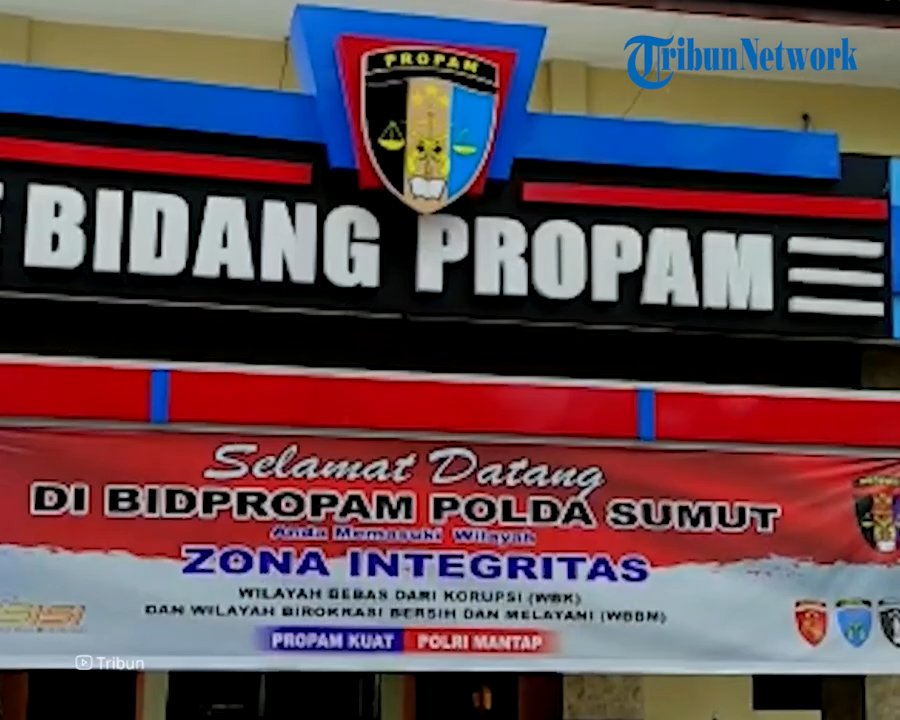 TribunNetwork
PROPAM
BIDANG PROPAM
Selamat Datang
DI BIDPROPAM POLDA SUMUT
Anda Memasuki Wilayah
ZONA INTEGRITAS
WILAYAH BEBAS DARI KORUPSI (WBK)
DAN WILAYAH BIROKRASI BERSIH DAN MELAYANI (WBBM)
PROPAM KUAT POLRI MANTAP
Tribun